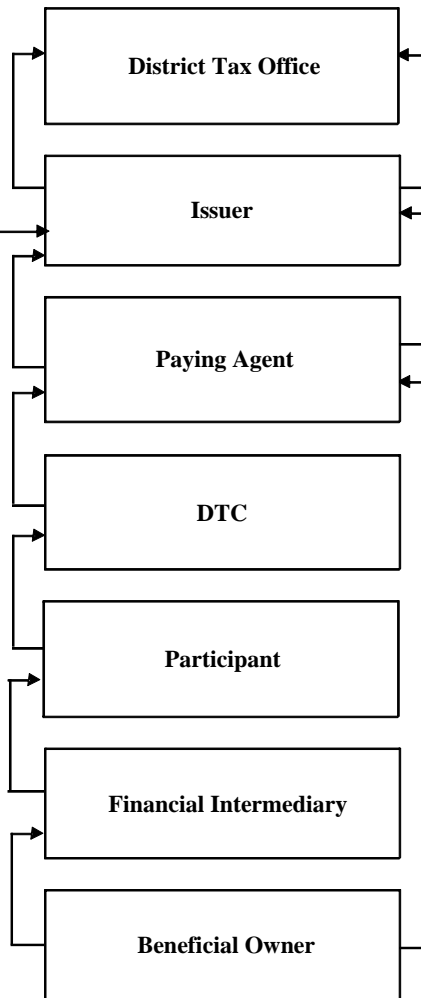 District Tax Office
Issuer
Paying Agent
DTC
Participant
Financial Intermediary
Beneficial Owner